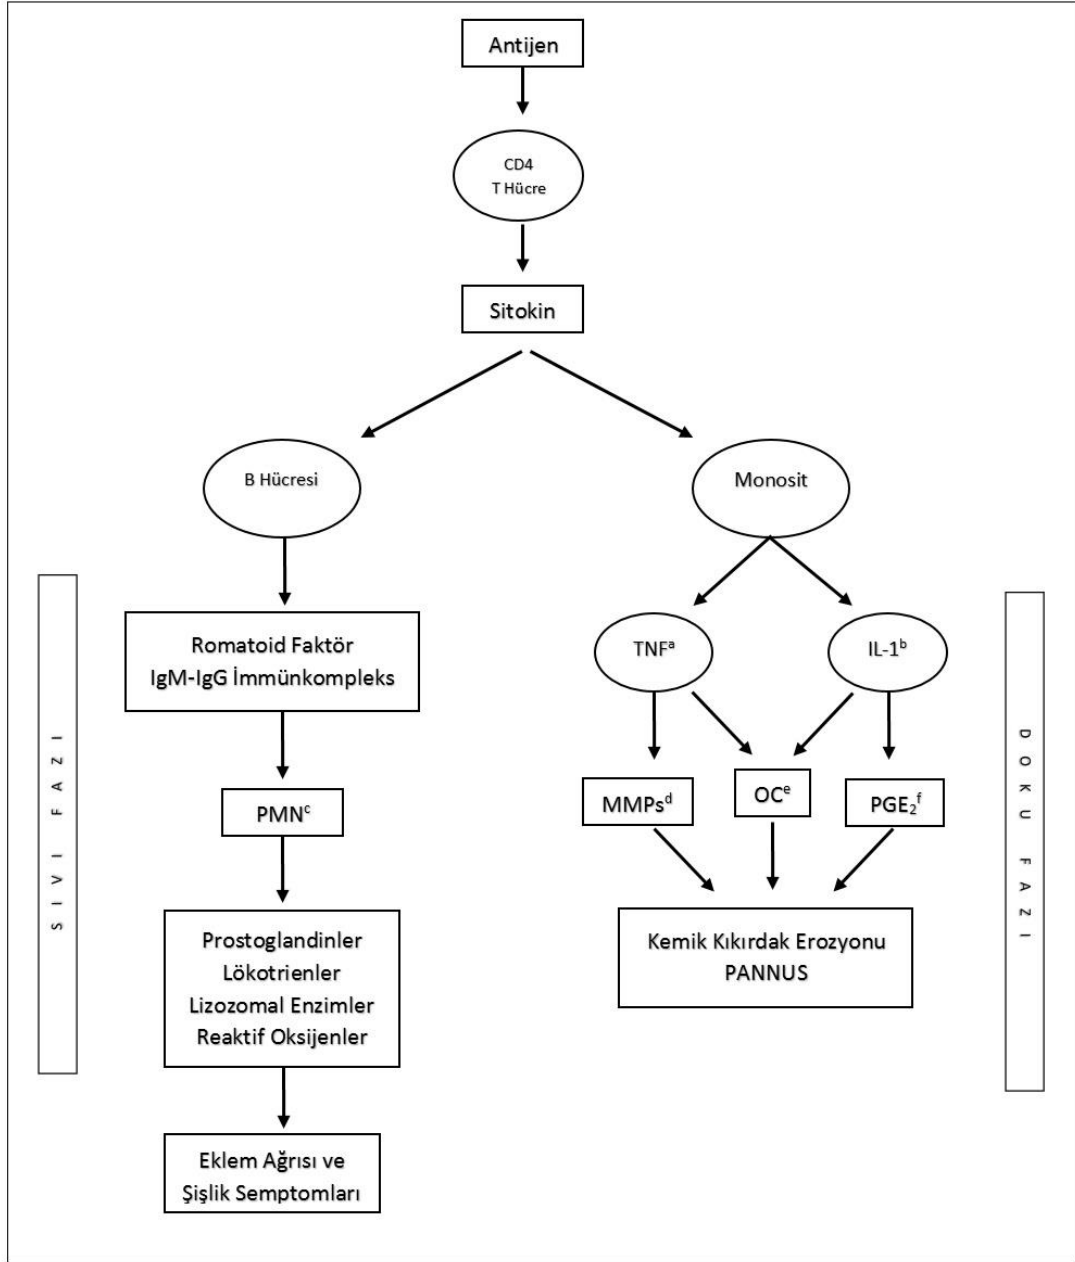 Antijen
CD4
T Hücre
Sitokin
B Hücresi
Monosit
SIVI FAZI
Romatoid Faktör
IgM-IgG İmmünkompleks
PMNᶜ
Prostoglandinler
Lökotrienler
Lizozomal Enzimler
Reaktif Oksijenler
Eklem Ağrısı ve
Şişlik Semptomları
TNFᵃ
IL-1ᵇ
MMPsᵈ
OCᵉ
PGE₂ᶠ
Kemik Kıkırdak Erozyonu
PANNUS
DOKU FAZI